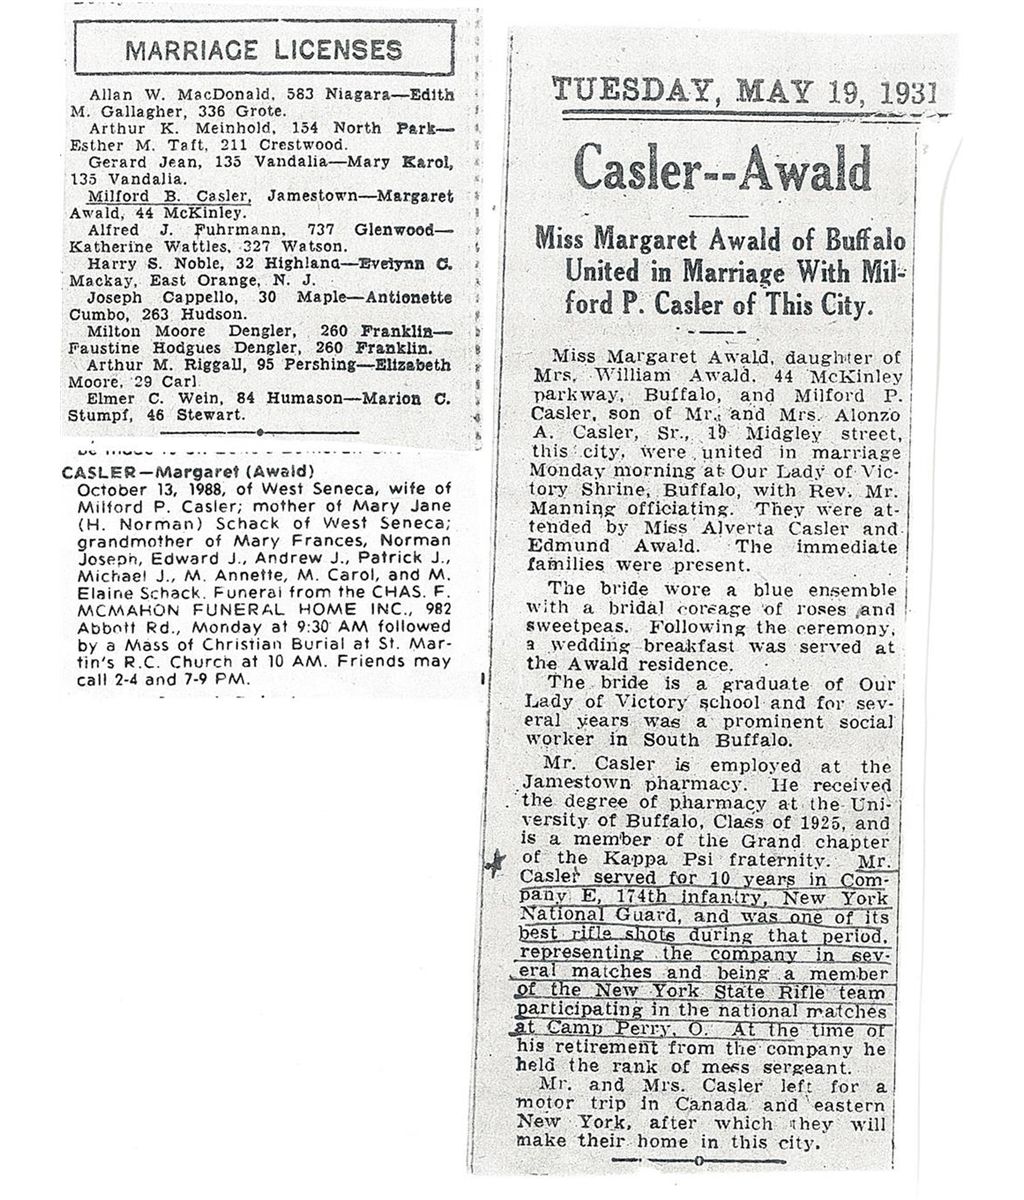 MARRIAGE LICENSES
Allan W. MacDonald, 583 Niagara—Edith
M. Gallagher, 336 Grote.
Arthur K. Meinhold, 154 North Park—
Esther M. Taft, 211 Crestwood.
Gerard Jean, 135 Vandalia—Mary Karol,
135 Vandalia.
Milford B. Casler, Jamestown—Margaret
Awald, 44 McKinley.
Alfred J. Fuhrmann, 737 Glenwood—
Katherine Wattles, 327 Watson.
Harry S. Noble, 32 Highland—Evelynn C.
Mackay, East Orange, N. J.
Joseph Cappello, 30 Maple—Antionette
Cumbo, 263 Hudson.
Milton Moore Dengler, 260 Franklin—
Faustine Hodgues Dengler, 260 Franklin.
Arthur M. Riggall, 95 Pershing—Elizabeth
Moore, 29 Carl
Elmer C. Wein, 84 Humason—Marion C.
Stumpf, 46 Stewart.
CASLER—Margaret (Awald)
October 13, 1988, of West Seneca, wife of
Milford P. Casler; mother of Mary Jane
(H. Norman) Schack of West Seneca;
grandmother of Mary Frances, Norman
Joseph, Edward J., Andrew J., Patrick J.,
Michael J., M. Annette, M. Carol, and M.
Elaine Schack. Funeral from the CHAS. F.
MCMAHON FUNERAL HOME INC., 982
Abbott Rd., Monday at 9:30 AM followed
by a Mass of Christian Burial at St. Mar-
tin's R.C. Church at 10 AM. Friends may
call 2-4 and 7-9 PM.
TUESDAY, MAY 19, 1931
Casler--Awald
Miss Margaret Awald of Buffalo
United in Marriage With Mil-
ford P. Casler of This City.
Miss Margaret Awald, daughter of
Mrs. William Awald, 44 McKinley
parkway, Buffalo, and Milford P.
Casler, son of Mr. and Mrs. Alonzo
A. Casler, Sr., 19 Midgley street,
this city, were united in marriage
Monday morning at Our Lady of Vic-
tory Shrine, Buffalo, with Rev. Mr.
Manning officiating. They were at-
tended by Miss Alverta Casler and
Edmund Awald. The immediate
families were present.
The bride wore a blue ensemble
with a bridal corsage of roses and
sweetpeas. Following the ceremony,
a wedding breakfast was served at
the Awald residence.
The bride is a graduate of Our
Lady of Victory school and for sev-
eral years was a prominent social
worker in South Buffalo.
Mr. Casler is employed at the
Jamestown pharmacy. He received
the degree of pharmacy at the Uni-
versity of Buffalo, Class of 1925, and
is a member of the Grand chapter
of the Kappa Psi fraternity. Mr.
Casler served for 10 years in Com-
pany E, 174th infantry, New York
National Guard, and was one of its
best rifle shots during that period,
representing the company in sev-
eral matches and being a member
of the New York State Rifle team
participating in the national matches
at Camp Perry, O. At the time of
his retirement from the company he
held the rank of mess sergeant.
Mr. and Mrs. Casler left for a
motor trip in Canada and eastern
New York, after which they will
make their home in this city.